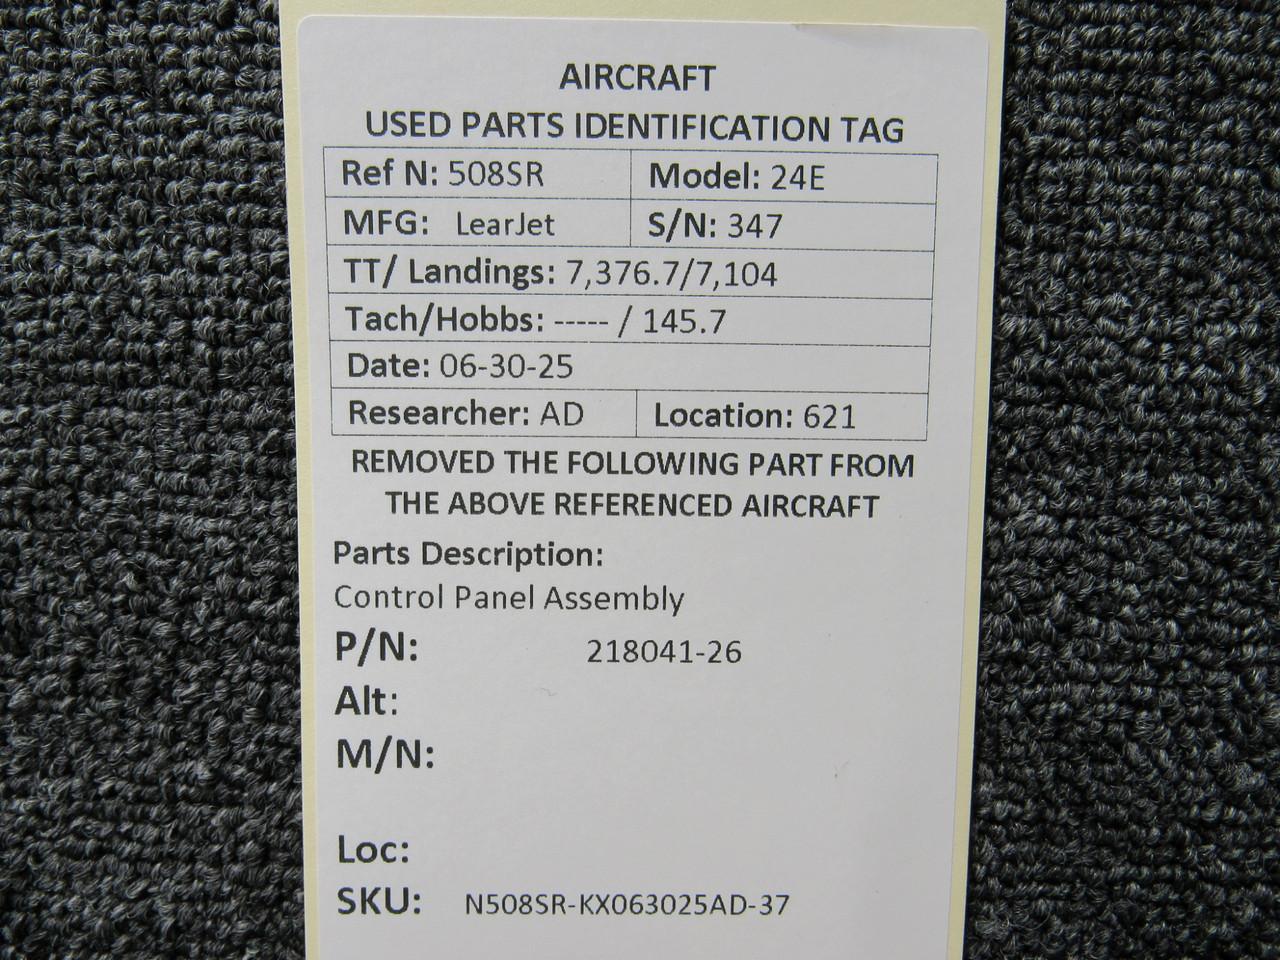 AIRCRAFT
USED PARTS IDENTIFICATION TAG
Ref N: 508SR Model: 24E
MFG: LearJet S/N: 347
TT/ Landings: 7,376.7/7,104
Tach/Hobbs: ----- / 145.7
Date: 06-30-25
Researcher: AD Location: 621
REMOVED THE FOLLOWING PART FROM
THE ABOVE REFERENCED AIRCRAFT
Parts Description:
Control Panel Assembly
P/N: 218041-26
Alt:
M/N:
Loc:
SKU: N508SR-KX063025AD-37